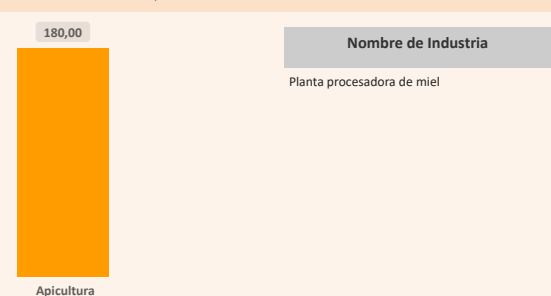 180,00
Nombre de Industria
Planta procesadora de miel
Apicultura